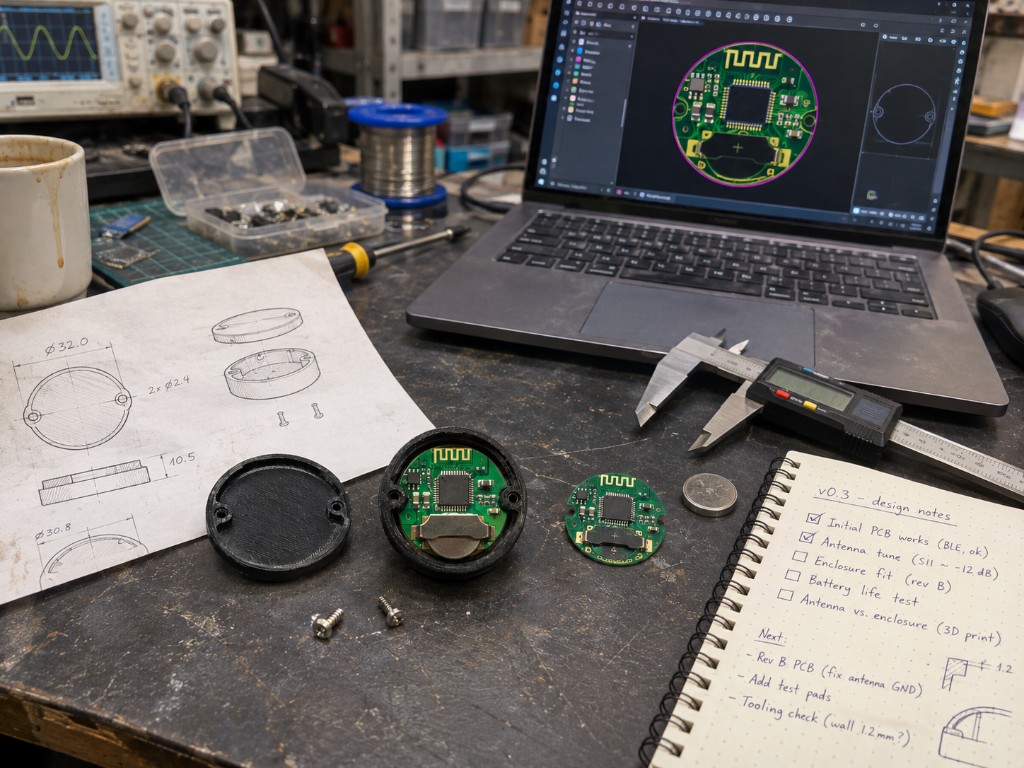 Ø32.0
2x Ø2.4
10.5
Ø30.8
v0.3 - design notes
Initial PCB works (BLE, ok)
Antenna tune (S11 ~ -12 dB)
Enclosure fit (rev B)
Battery life test
Antenna vs. enclosure (3D print)
Next:
- Rev B PCB (fix antenna GND)
- Add test pads
- Tooling check (wall 1.2mm?)
1.2